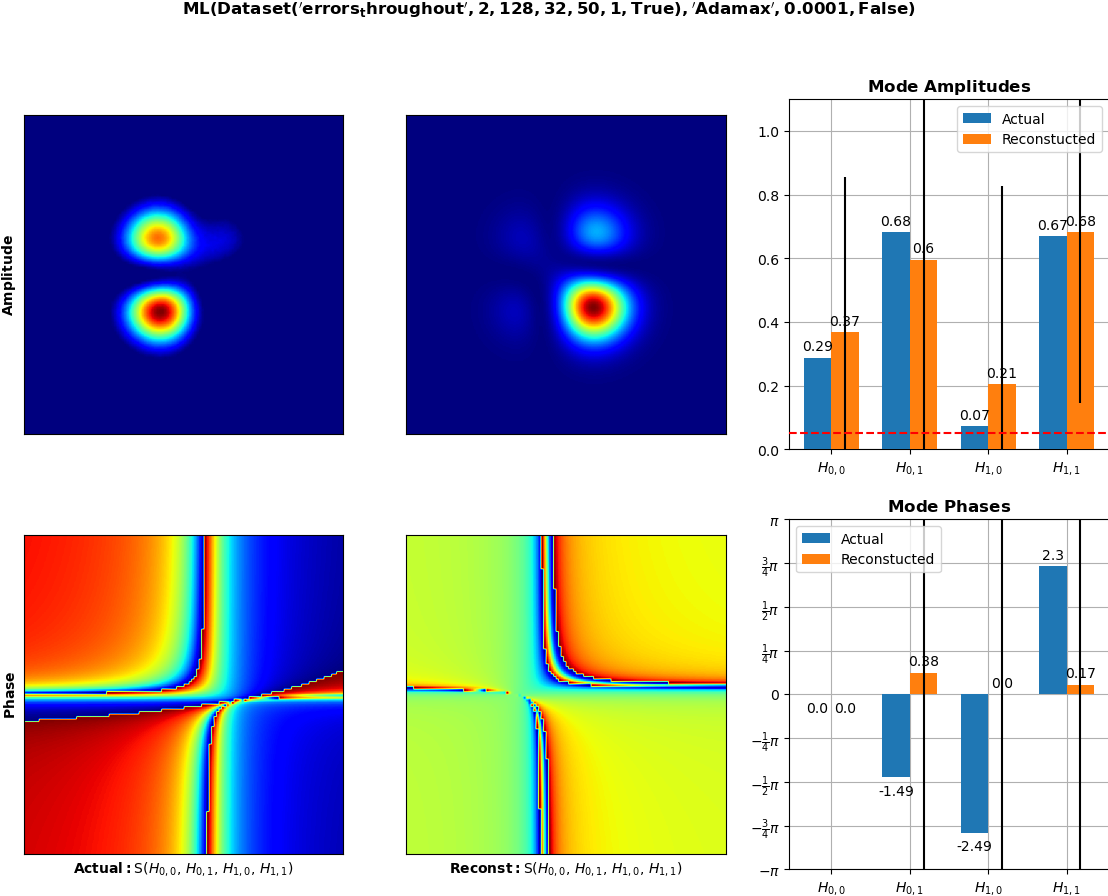 ML(Dataset('errors_throughout', 2, 128, 32, 50, 1, True), 'Adamax', 0.0001, False)
Amplitude
Mode Amplitudes
Actual
Reconstucted
1.0
0.8
0.6
0.4
0.2
0.0
0.29
0.37
0.68
0.6
0.07
0.21
0.67
0.68
H0,0
H0,1
H1,0
H1,1
Phase
Actual: S(H0,0, H0,1, H1,0, H1,1)
Reconst: S(H0,0, H0,1, H1,0, H1,1)
Mode Phases
Actual
Reconstucted
π
3/4π
1/2π
1/4π
0
−1/4π
−1/2π
−3/4π
−π
0.0
0.0
-1.49
0.38
-2.49
0.0
2.3
0.17
H0,0
H0,1
H1,0
H1,1